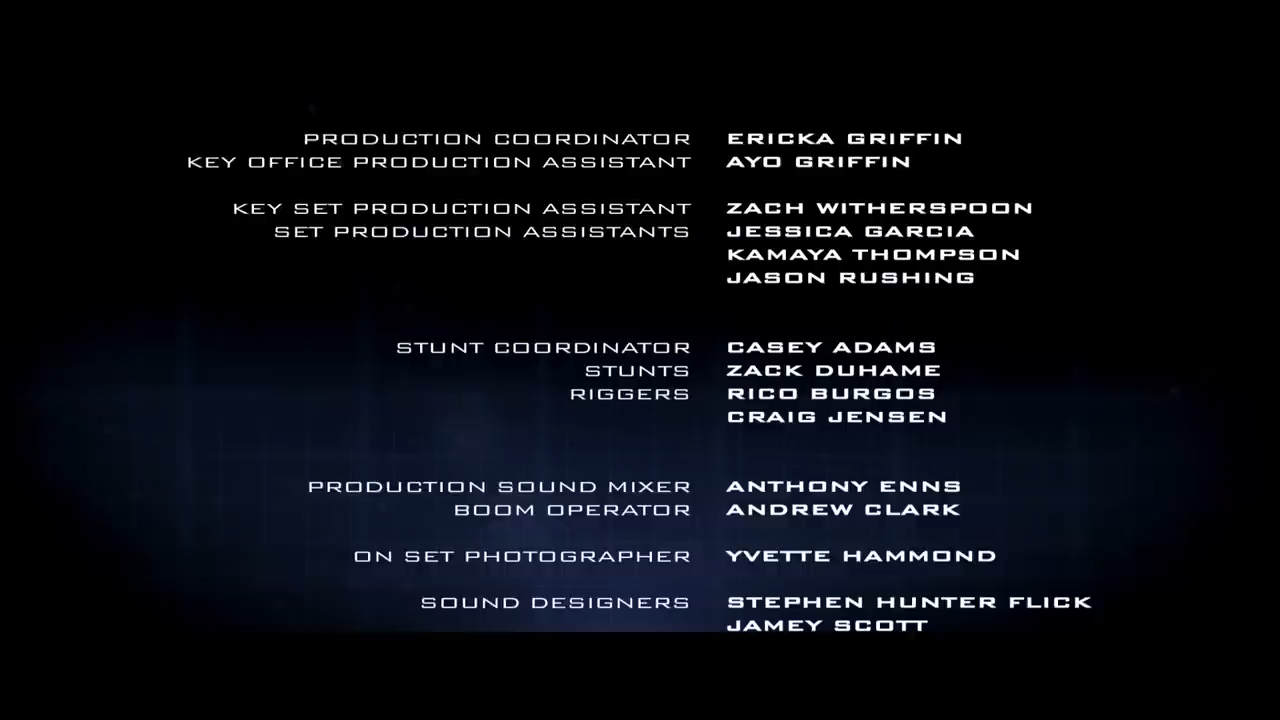 PRODUCTION COORDINATOR ERICKA GRIFFIN
KEY OFFICE PRODUCTION ASSISTANT AYO GRIFFIN
KEY SET PRODUCTION ASSISTANT ZACH WITHERSPOON
SET PRODUCTION ASSISTANTS JESSICA GARCIA
KAMAYA THOMPSON
JASON RUSHING
STUNT COORDINATOR CASEY ADAMS
STUNTS ZACK DUHAME
RIGGERS RICO BURGOS
CRAIG JENSEN
PRODUCTION SOUND MIXER ANTHONY ENNS
BOOM OPERATOR ANDREW CLARK
ON SET PHOTOGRAPHER YVETTE HAMMOND
SOUND DESIGNERS STEPHEN HUNTER FLICK
JAMEY SCOTT